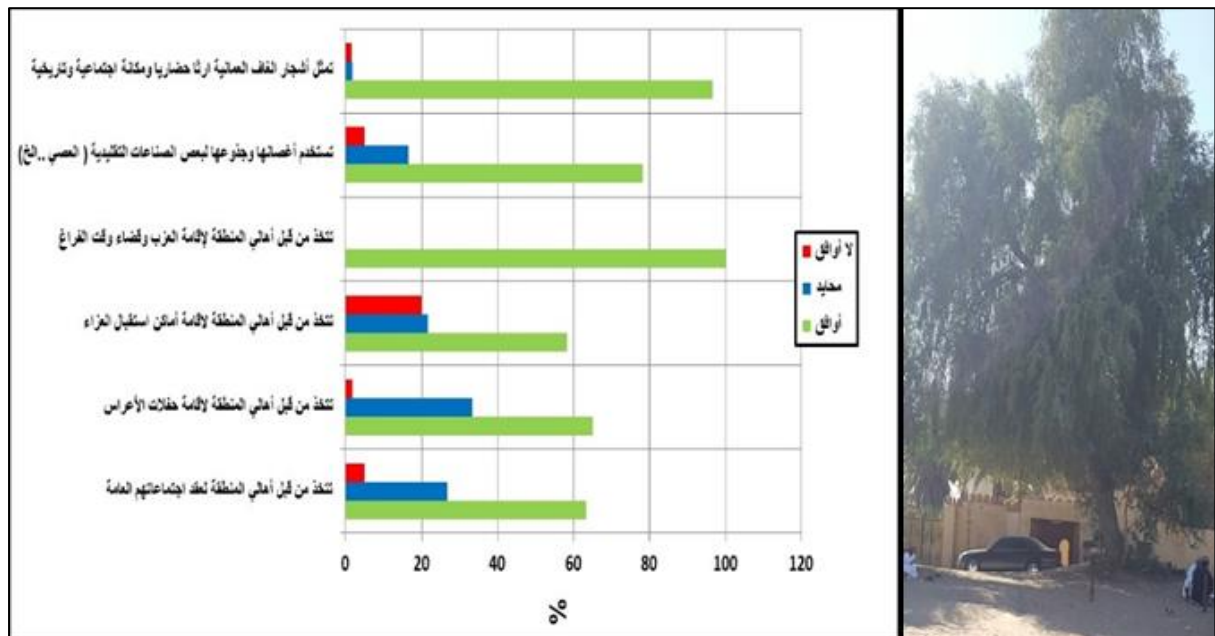 تمثل أشجار الغاف العمانية ارثا حضاريا ومكانة اجتماعية وتاريخية
تستخدم أغصانها وجذوعها لبعض الصناعات التقليدية ( العصي ..الخ)
تتخذ من قبل أهالي المنطقة لإقامة العزب وقضاء وقت الفراغ
تتخذ من قبل أهالي المنطقة لاقامة أماكن استقبال العزاء
تتخذ من قبل أهالي المنطقة لاقامة حفلات الأعراس
تتخذ من قبل أهالي المنطقة لعقد اجتماعاتهم العامة
لا أوافق
محايد
أوافق
0 20 40 60 80 100 120
%